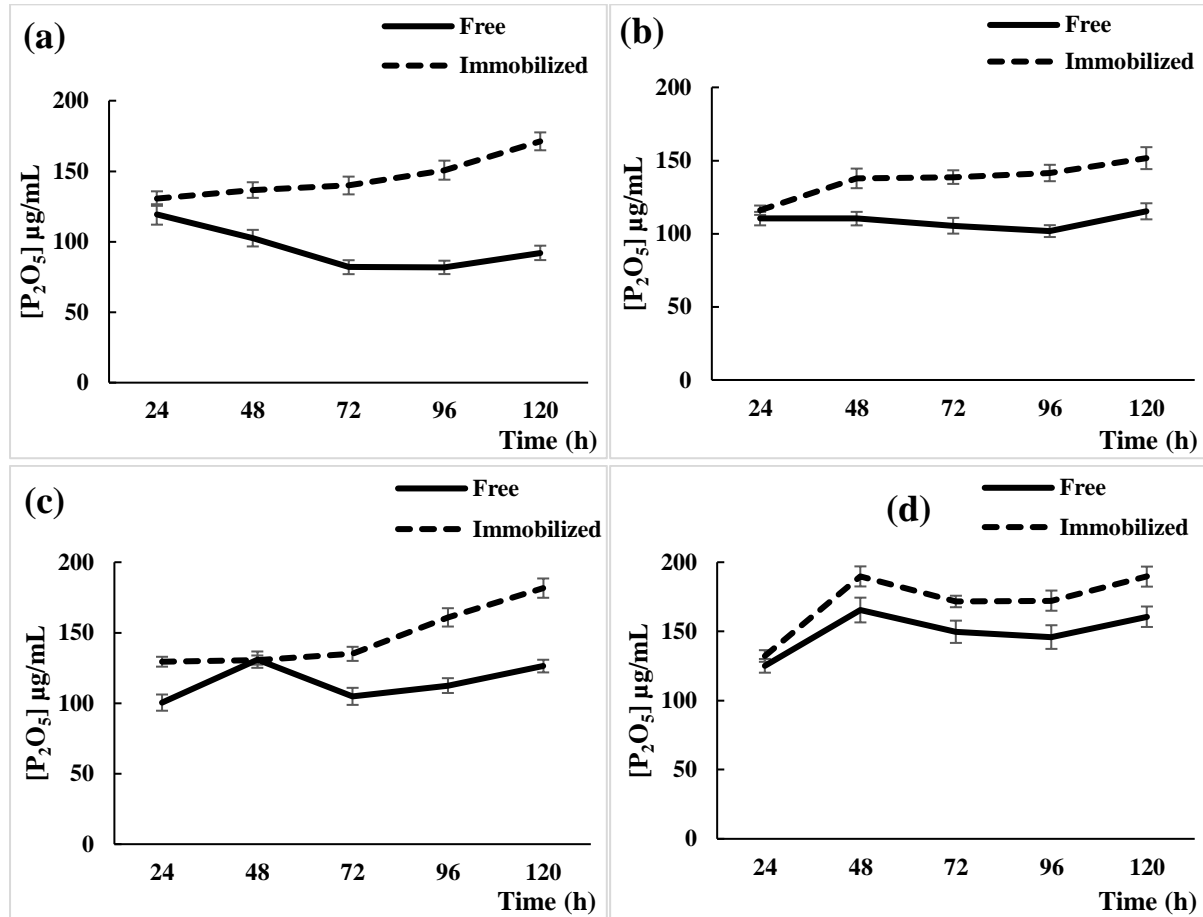 (a)
Free
Immobilized
[P₂O₅] µg/mL
200
150
100
50
0
24 48 72 96 120
Time (h)
(b)
Free
Immobilized
[P₂O₅] µg/mL
200
150
100
50
0
24 48 72 96 120
Time (h)
(c)
Free
Immobilized
[P₂O₅] µg/mL
200
150
100
50
0
24 48 72 96 120
Time (h)
(d)
Free
Immobilized
[P₂O₅] µg/mL
200
150
100
50
0
24 48 72 96 120
Time (h)